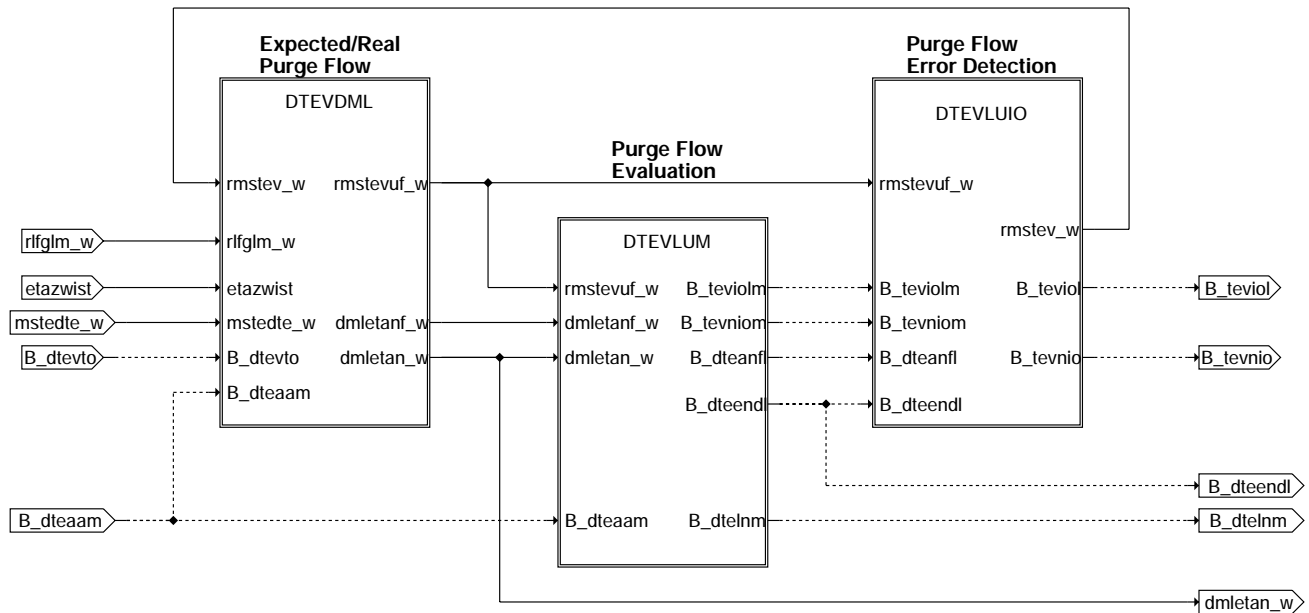 Expected/Real
Purge Flow
DTEVDML
rmstev_w
rmstevuf_w
rlfglm_w
rlfglm_w
etazwist
etazwist
mstedte_w
mstedte_w
dmletanf_w
B_dtevto
B_dtevto
dmletan_w
B_dteaam
B_dteaam
Purge Flow
Evaluation
DTEVLUM
rmstevuf_w
B_teviolm
dmletanf_w
B_tevniom
dmletan_w
B_dteanfl
B_dteendl
B_dteaam
B_dtelnm
Purge Flow
Error Detection
DTEVLUIO
rmstevuf_w
rmstev_w
B_teviolm
B_teviol
B_teviol
B_tevniom
B_dteanfl
B_tevnio
B_tevnio
B_dteendl
B_dteendl
B_dtelnm
dmletan_w